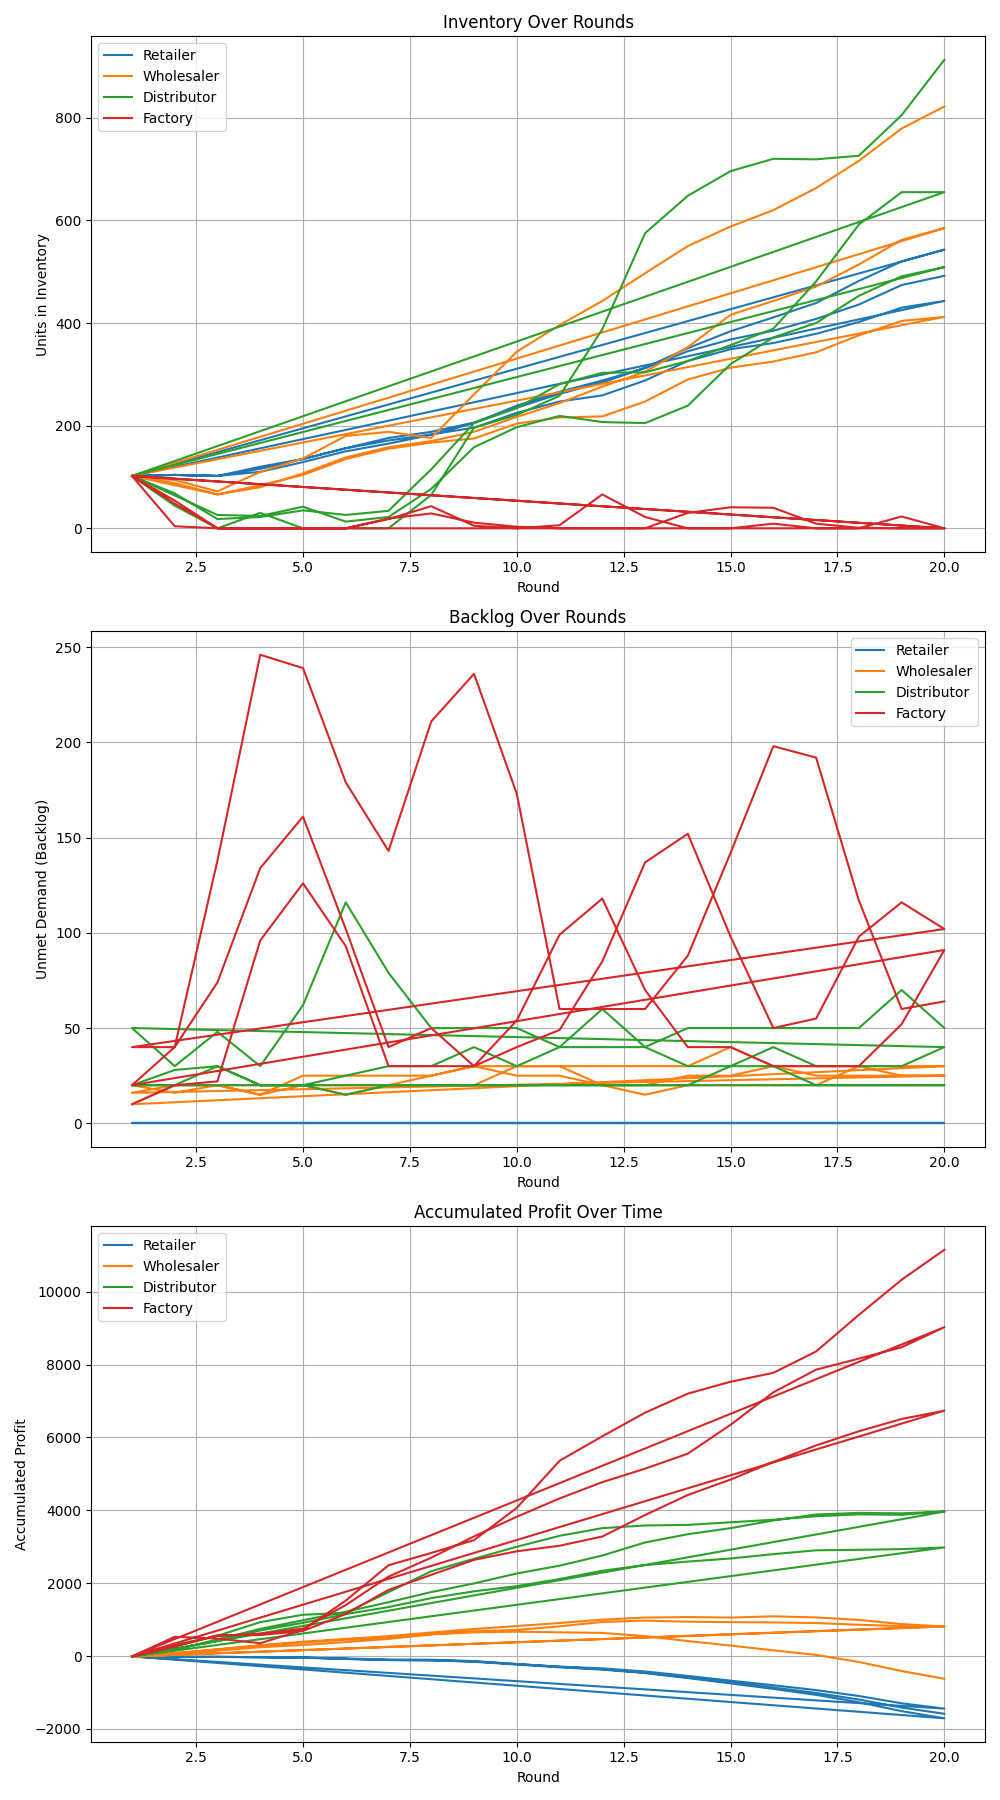 Inventory Over Rounds
Units in Inventory
800
600
400
200
0
Retailer
Wholesaler
Distributor
Factory
2.5 5.0 7.5 10.0 12.5 15.0 17.5 20.0
Round
Backlog Over Rounds
Unmet Demand (Backlog)
250
200
150
100
50
0
Retailer
Wholesaler
Distributor
Factory
2.5 5.0 7.5 10.0 12.5 15.0 17.5 20.0
Round
Accumulated Profit Over Time
Accumulated Profit
10000
8000
6000
4000
2000
0
−2000
Retailer
Wholesaler
Distributor
Factory
2.5 5.0 7.5 10.0 12.5 15.0 17.5 20.0
Round